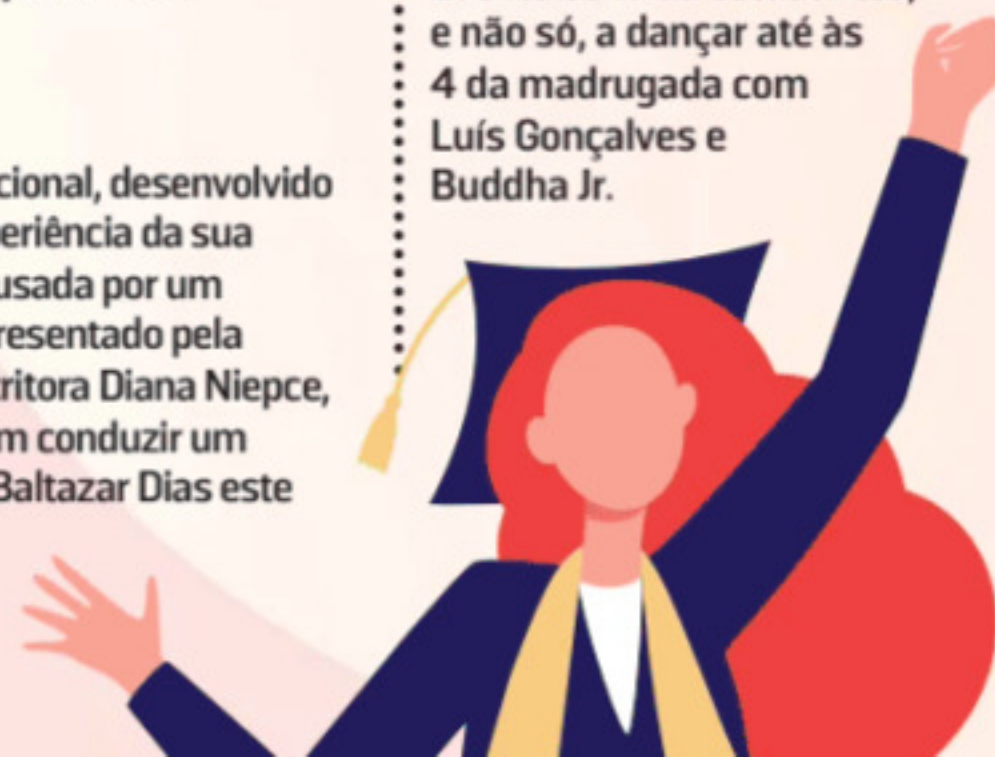 cional, desenvolvido
eriência da sua
usada por um
resentado pela
critora Diana Niepce,
m conduzir um
Baltazar Dias este
e não só, a dançar até às
4 da madrugada com
Luís Gonçalves e
Buddha Jr.